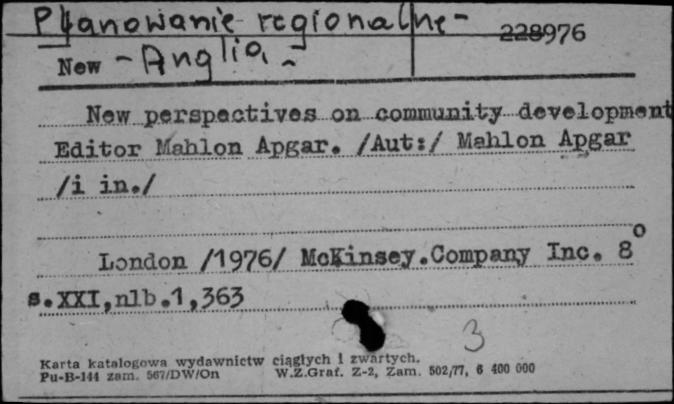 Planowanie regionalne - 228976
New - Anglia. -
New perspectives on community development
Editor Mahlon Apgar. /Aut:/ Mahlon Apgar
/i in./
London /1976/ McKinsey.Company Inc. 8o
s.XXI,nlb.1,363
3
Karta katalogowa wydawnictw ciągłych i zwartych.
Pu-B-144 zam. 567/DW/On W.Z.Graf. Z-2, Zam. 502/77, 6 400 000